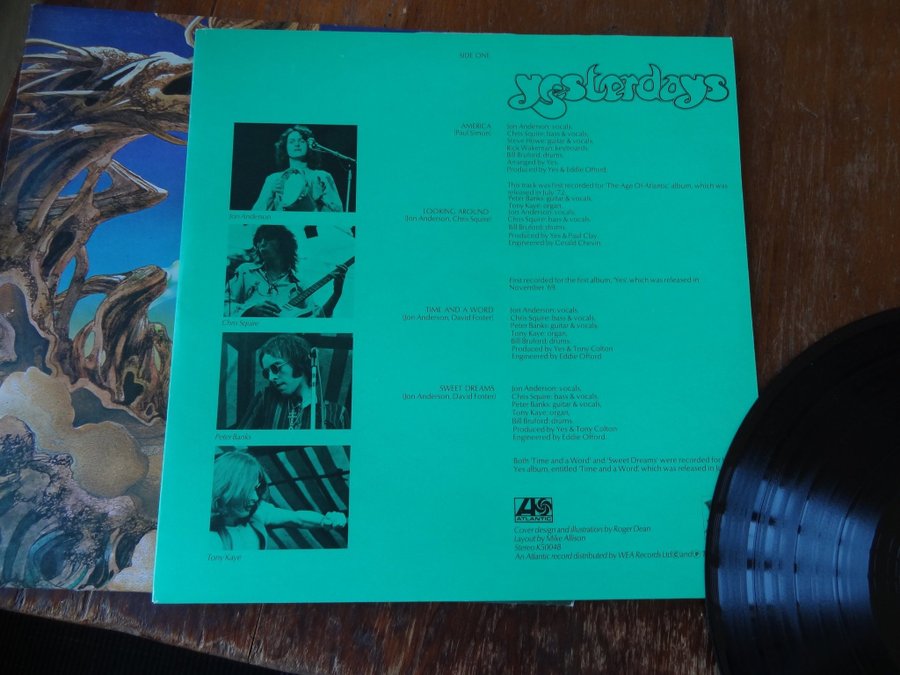 SIDE ONE
yesterdays
AMERICA
(Paul Simon)
Jon Anderson: vocals,
Chris Squire: bass & vocals,
Steve Howe: guitar & vocals,
Rick Wakeman: keyboards,
Bill Bruford: drums.
Arranged by Yes
Produced by Yes & Eddie Offord.
This track was first recorded for 'The Age Of Atlantic' album, which was
released in July '72.
LOOKING AROUND
(Jon Anderson, Chris Squire)
Peter Banks: guitar & vocals,
Tony Kaye: organ,
Jon Anderson: vocals,
Chris Squire: bass & vocals,
Bill Bruford: drums.
Produced by Yes & Paul Clay
Engineered by Gerald Chevin.
First recorded for the first album, 'Yes', which was released in
November '69.
TIME AND A WORD
(Jon Anderson, David Foster)
Jon Anderson: vocals,
Chris Squire: bass & vocals,
Peter Banks: guitar & vocals,
Tony Kaye: organ,
Bill Bruford: drums.
Produced by Yes & Tony Colton
Engineered by Eddie Offord.
SWEET DREAMS
(Jon Anderson, David Foster)
Jon Anderson: vocals,
Chris Squire: bass & vocals,
Peter Banks: guitar & vocals,
Tony Kaye: organ,
Bill Bruford: drums.
Produced by Yes & Tony Colton
Engineered by Eddie Offord.
Both 'Time and a Word' and 'Sweet Dreams' were recorded for
Yes album, entitled 'Time and a Word', which was released in
ATLANTIC
Cover design and illustration by Roger Dean
Layout by Mike Allison
Stereo K50048
An Atlantic record distributed by WEA Records Ltd. © and ℗
Jon Anderson
Chris Squire
Peter Banks
Tony Kaye